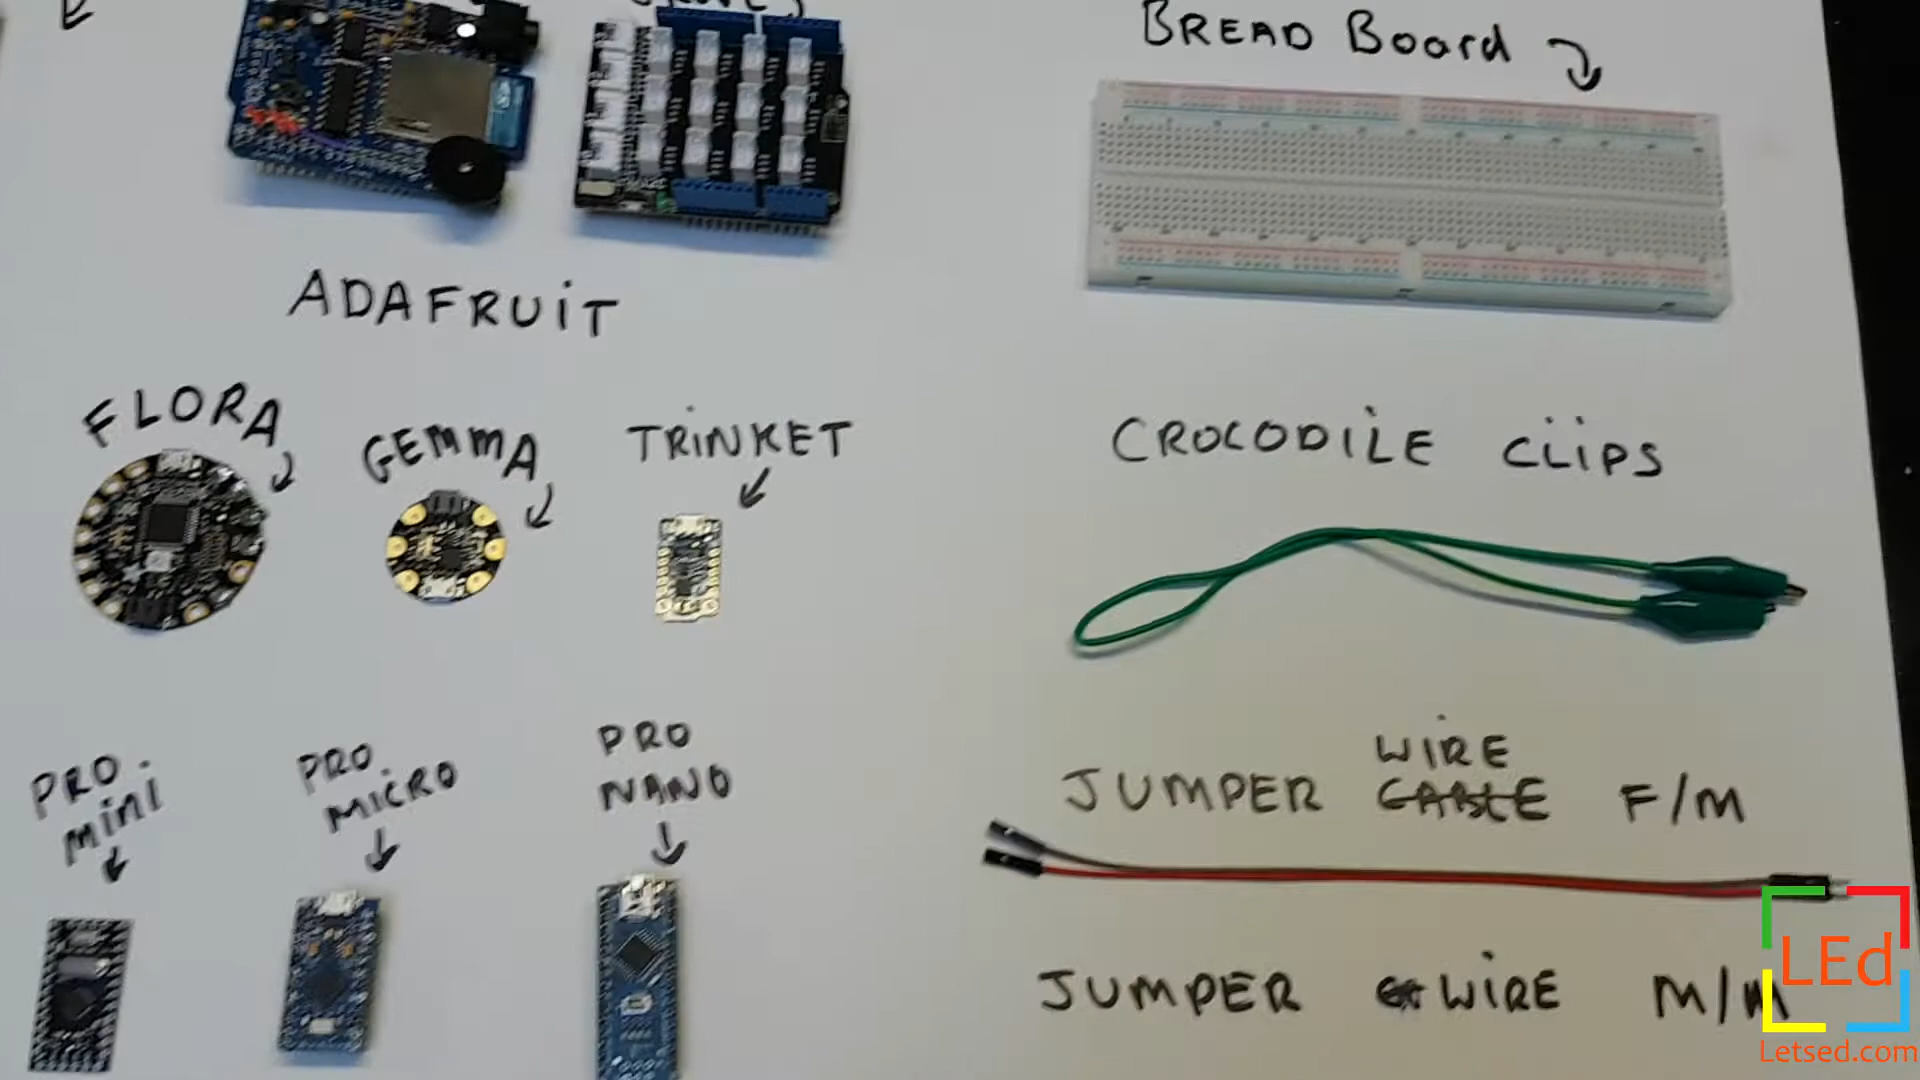 BREAD Board
ADAFRUiT
FLORA
GEMMA
TRiNKET
CROCODiLE CLiPS
PRO
MiNi
PRO
MiCRO
PRO
NANO
JUMPER WiRE CABLE F/M
JUMPER WiRE M/M
LEd
Letsed.com